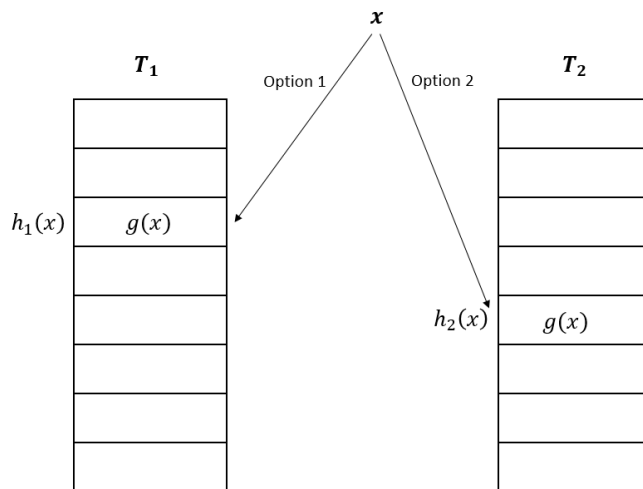 x
T₁
T₂
Option 1
Option 2
h₁(x)
g(x)
h₂(x)
g(x)